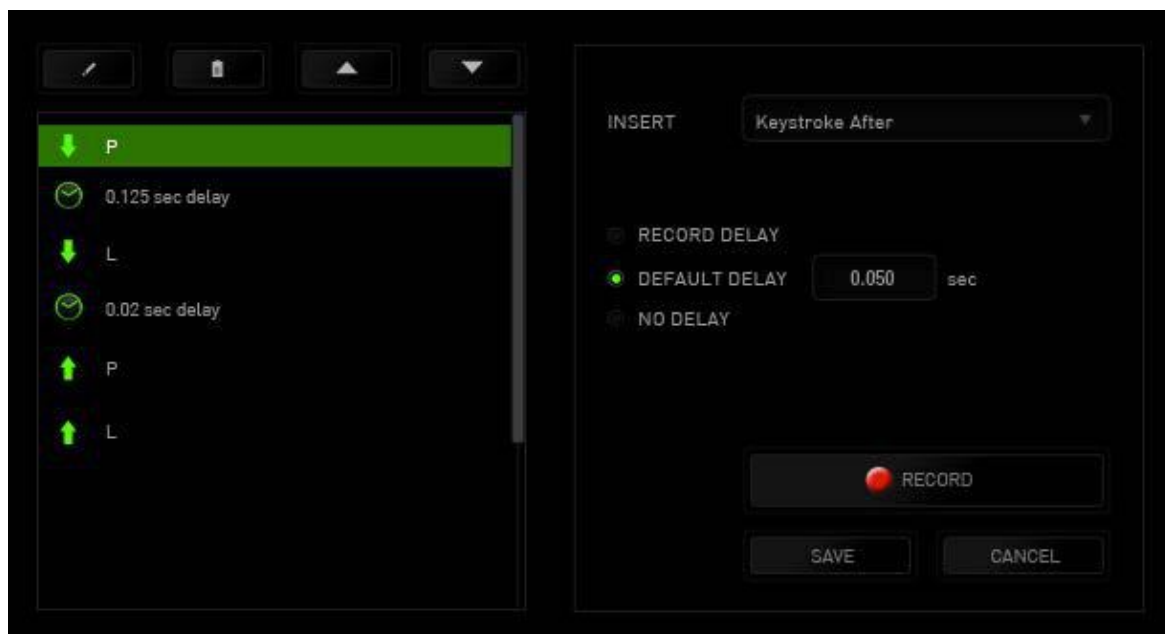 P
0.125 sec delay
L
0.02 sec delay
P
L
INSERT Keystroke After
RECORD DELAY
DEFAULT DELAY 0.050 sec
NO DELAY
RECORD
SAVE CANCEL